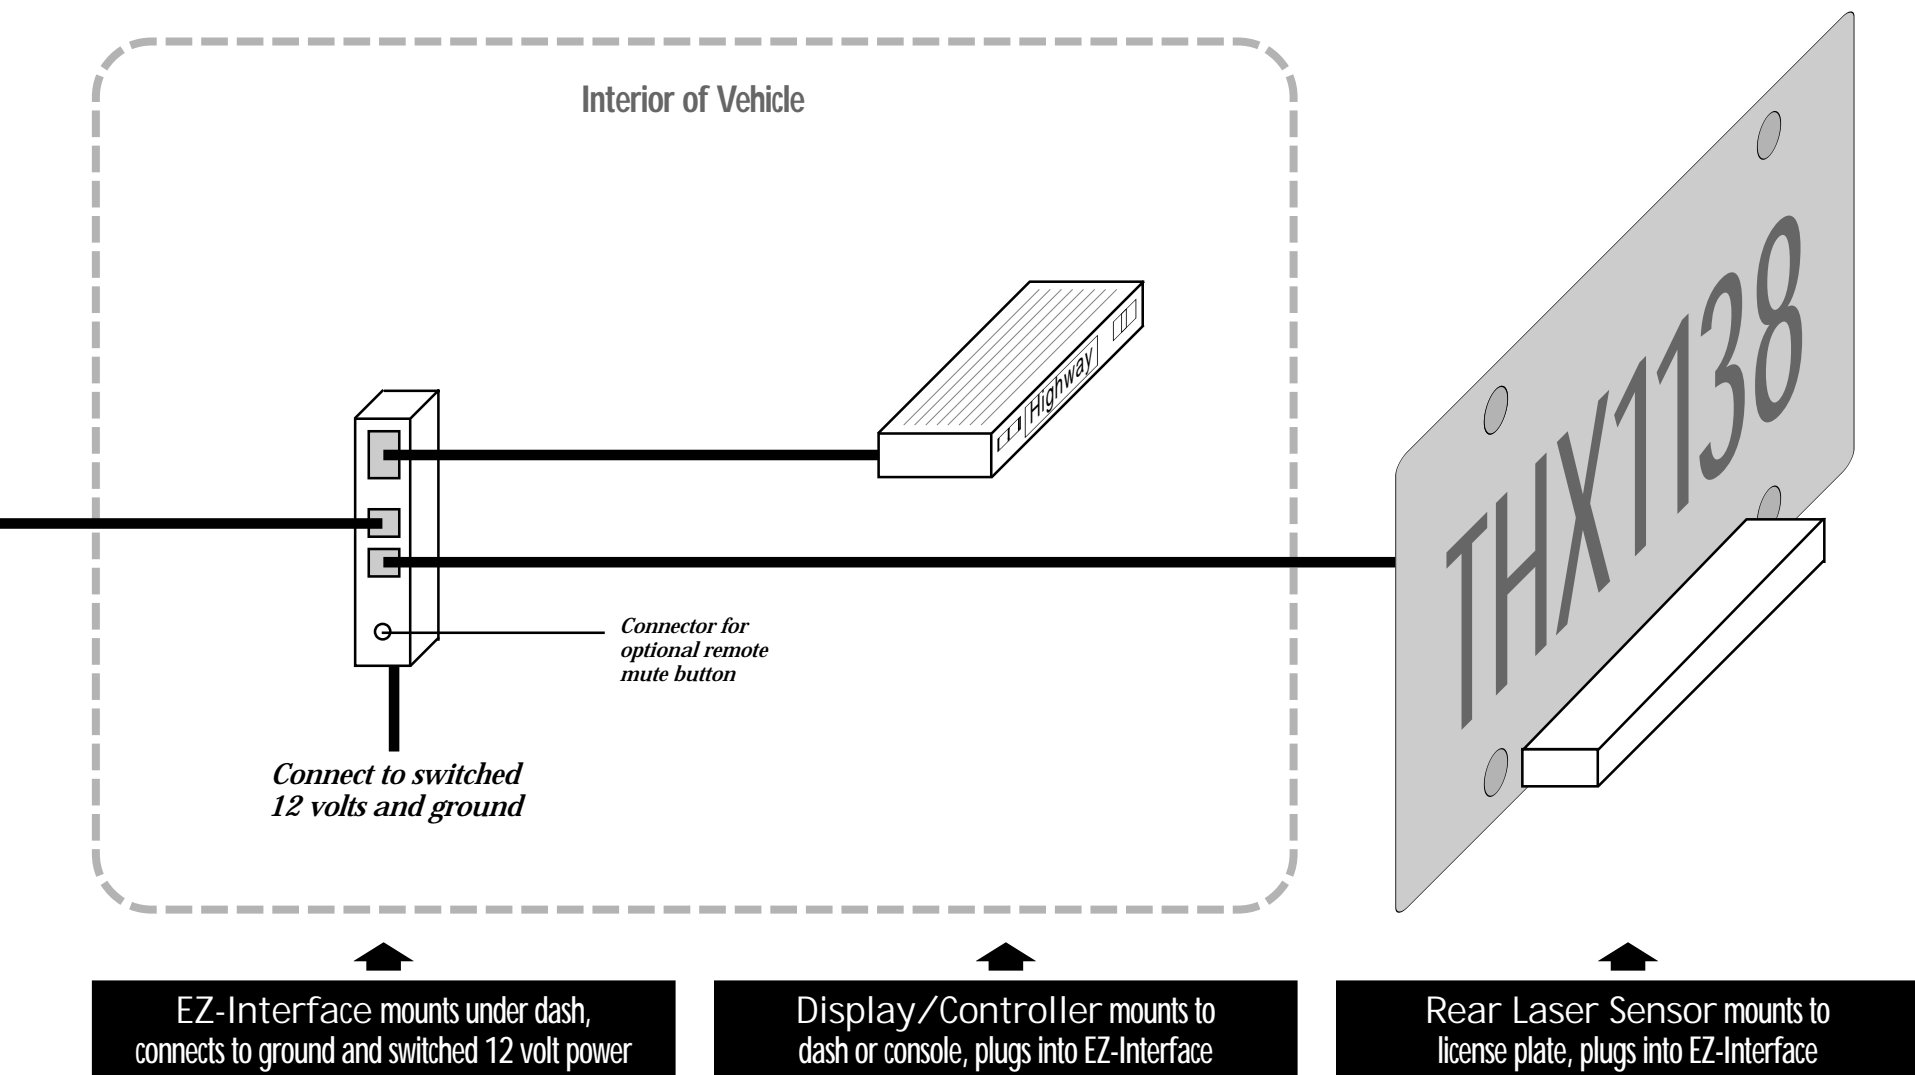 Interior of Vehicle
Highway
THX1138
Connector for
optional remote
mute button
Connect to switched
12 volts and ground
EZ-Interface mounts under dash,
connects to ground and switched 12 volt power
Display/Controller mounts to
dash or console, plugs into EZ-Interface
Rear Laser Sensor mounts to
license plate, plugs into EZ-Interface